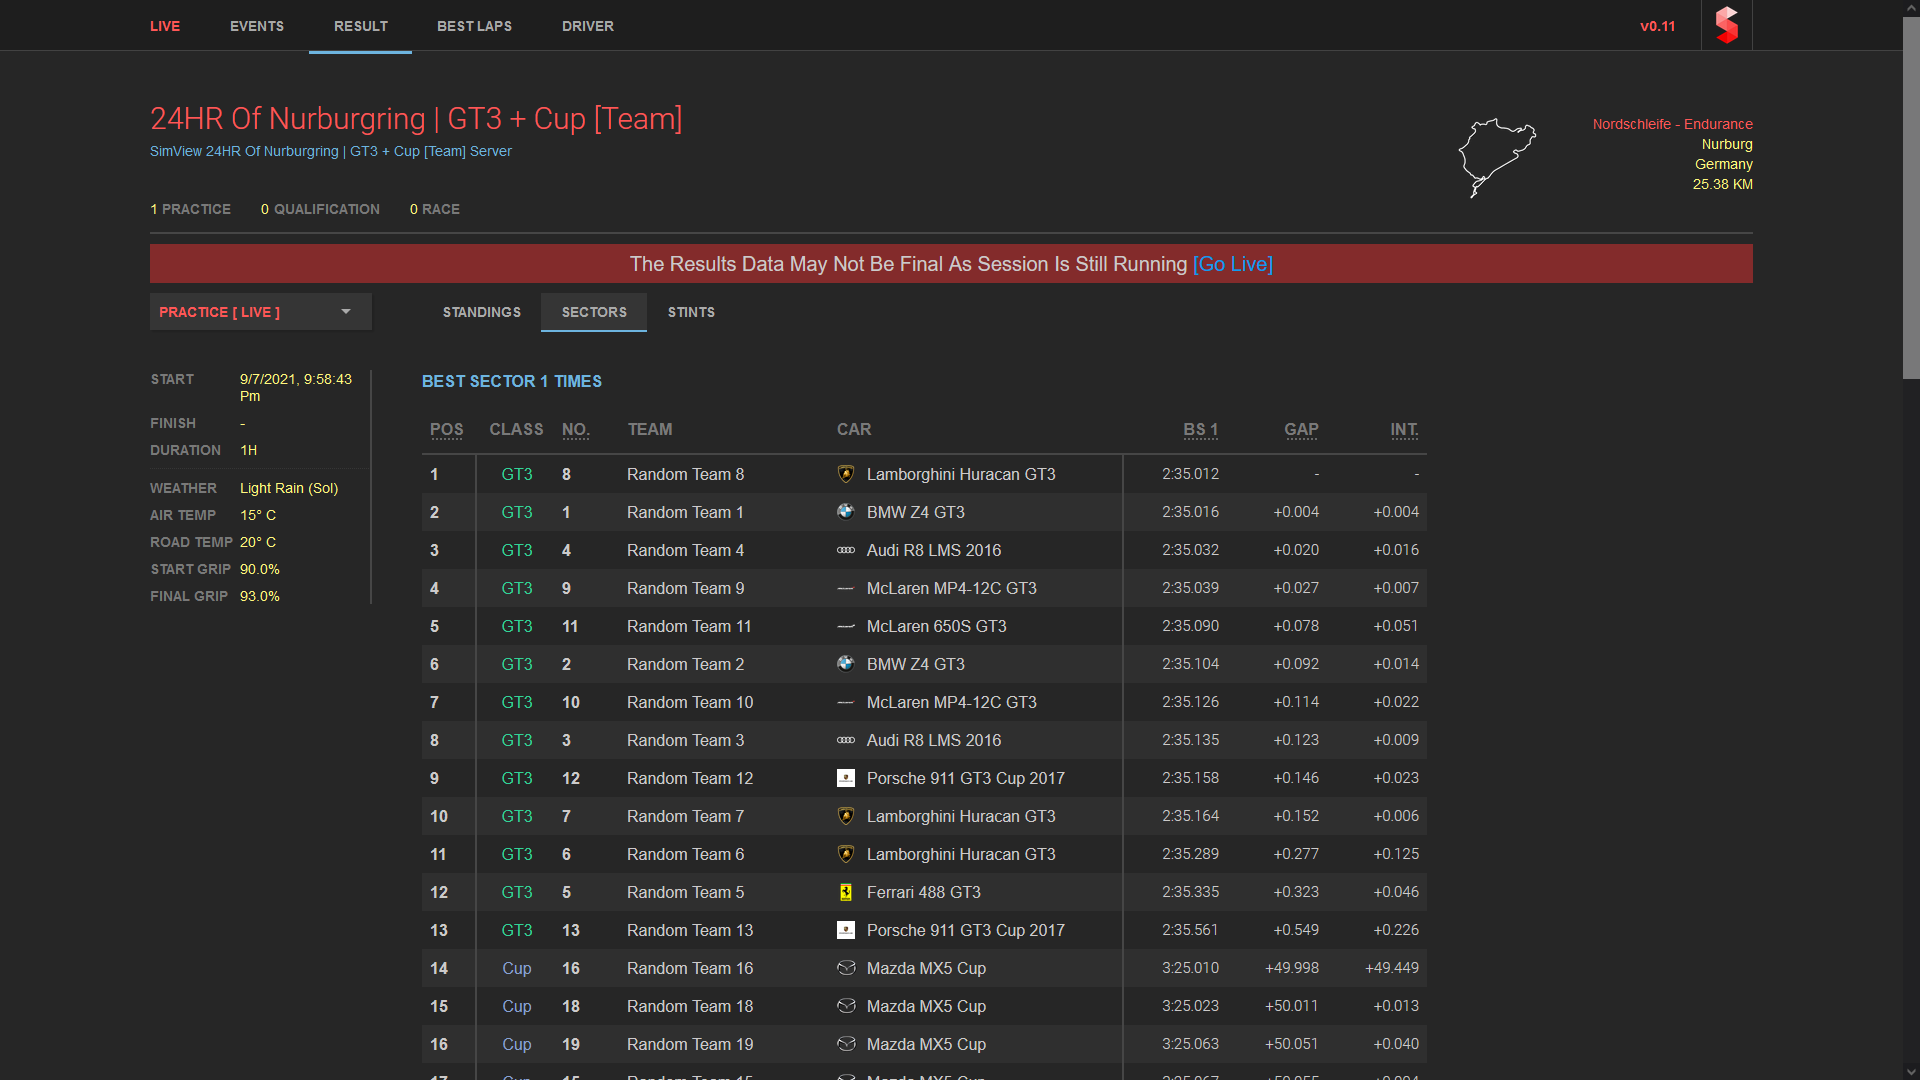 LIVE EVENTS RESULT BEST LAPS DRIVER v0.11
24HR Of Nurburgring | GT3 + Cup [Team]
SimView 24HR Of Nurburgring | GT3 + Cup [Team] Server
Nordschleife - Endurance
Nurburg
Germany
25.38 KM
1 PRACTICE 0 QUALIFICATION 0 RACE
The Results Data May Not Be Final As Session Is Still Running [Go Live]
PRACTICE [ LIVE ]
STANDINGS SECTORS STINTS
START 9/7/2021, 9:58:43
Pm
FINISH -
DURATION 1H
WEATHER Light Rain (Sol)
AIR TEMP 15° C
ROAD TEMP 20° C
START GRIP 90.0%
FINAL GRIP 93.0%
BEST SECTOR 1 TIMES
POS CLASS NO. TEAM CAR BS 1 GAP INT.
1 GT3 8 Random Team 8 Lamborghini Huracan GT3 2:35.012 - -
2 GT3 1 Random Team 1 BMW Z4 GT3 2:35.016 +0.004 +0.004
3 GT3 4 Random Team 4 Audi R8 LMS 2016 2:35.032 +0.020 +0.016
4 GT3 9 Random Team 9 McLaren MP4-12C GT3 2:35.039 +0.027 +0.007
5 GT3 11 Random Team 11 McLaren 650S GT3 2:35.090 +0.078 +0.051
6 GT3 2 Random Team 2 BMW Z4 GT3 2:35.104 +0.092 +0.014
7 GT3 10 Random Team 10 McLaren MP4-12C GT3 2:35.126 +0.114 +0.022
8 GT3 3 Random Team 3 Audi R8 LMS 2016 2:35.135 +0.123 +0.009
9 GT3 12 Random Team 12 Porsche 911 GT3 Cup 2017 2:35.158 +0.146 +0.023
10 GT3 7 Random Team 7 Lamborghini Huracan GT3 2:35.164 +0.152 +0.006
11 GT3 6 Random Team 6 Lamborghini Huracan GT3 2:35.289 +0.277 +0.125
12 GT3 5 Random Team 5 Ferrari 488 GT3 2:35.335 +0.323 +0.046
13 GT3 13 Random Team 13 Porsche 911 GT3 Cup 2017 2:35.561 +0.549 +0.226
14 Cup 16 Random Team 16 Mazda MX5 Cup 3:25.010 +49.998 +49.449
15 Cup 18 Random Team 18 Mazda MX5 Cup 3:25.023 +50.011 +0.013
16 Cup 19 Random Team 19 Mazda MX5 Cup 3:25.063 +50.051 +0.040